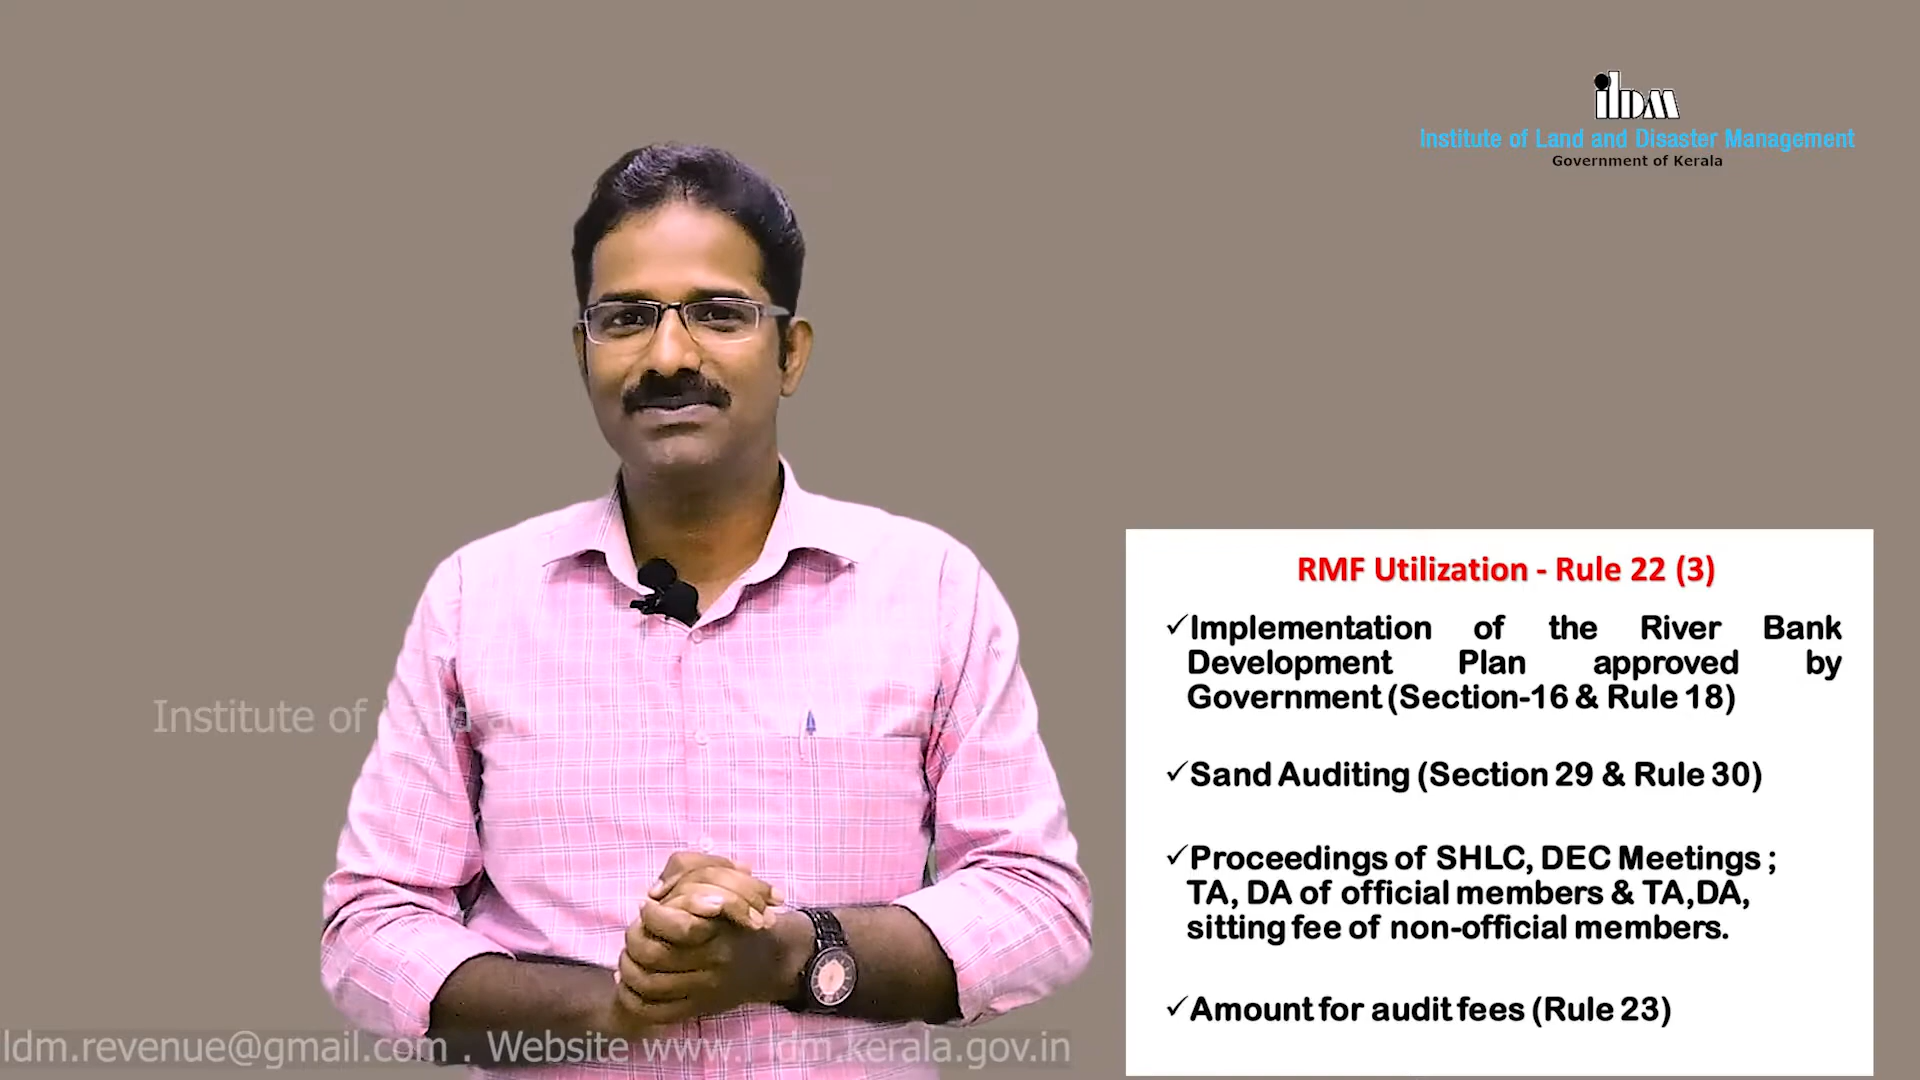 ildm
Institute of Land and Disaster Management
Government of Kerala
RMF Utilization - Rule 22 (3)
✓Implementation of the River Bank
Development Plan approved by
Government (Section-16 & Rule 18)
✓Sand Auditing (Section 29 & Rule 30)
✓Proceedings of SHLC, DEC Meetings ;
TA, DA of official members & TA,DA,
sitting fee of non-official members.
✓Amount for audit fees (Rule 23)
Institute of Land
ldm.revenue@gmail.com . Website www.ildm.kerala.gov.in